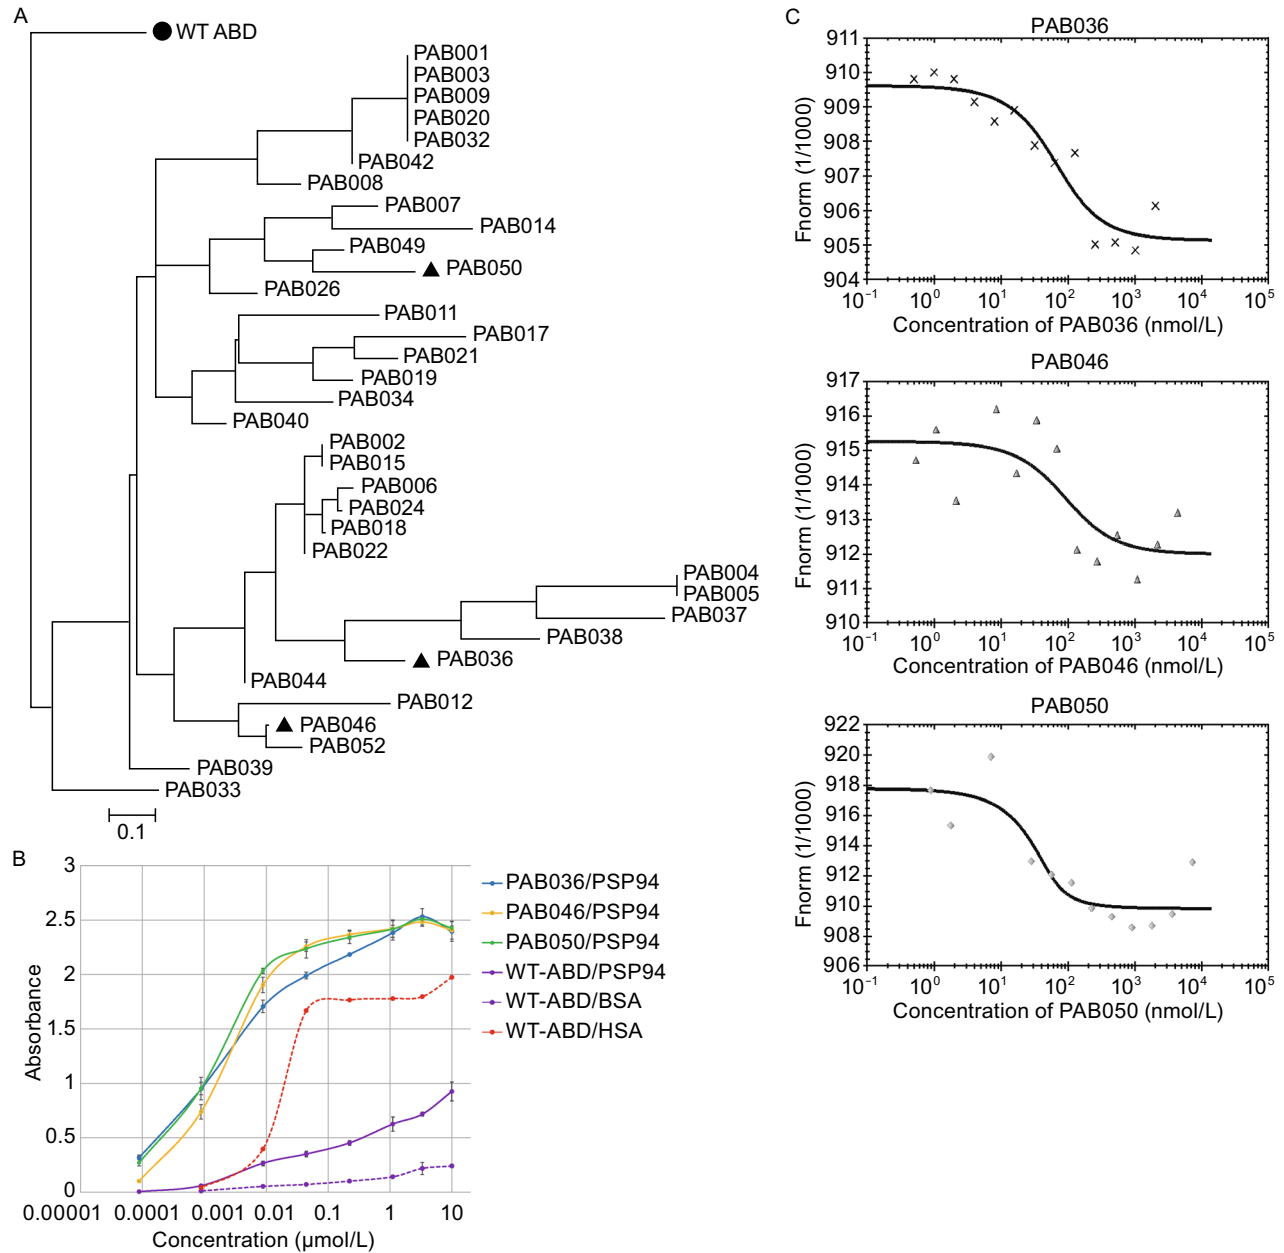 A
WT ABD
PAB001
PAB003
PAB009
PAB020
PAB032
PAB042
PAB008
PAB007
PAB014
PAB049
PAB050
PAB026
PAB011
PAB017
PAB021
PAB019
PAB034
PAB040
PAB002
PAB015
PAB006
PAB024
PAB018
PAB022
PAB004
PAB005
PAB037
PAB038
PAB036
PAB044
PAB012
PAB046
PAB052
PAB039
PAB033
0.1
B
3
2.5
2
1.5
1
0.5
0
Absorbance
0.00001 0.0001 0.001 0.01 0.1 1 10
Concentration (μmol/L)
PAB036/PSP94
PAB046/PSP94
PAB050/PSP94
WT-ABD/PSP94
WT-ABD/BSA
WT-ABD/HSA
C
PAB036
911
910
909
908
907
906
905
904
Fnorm (1/1000)
10⁻¹ 10⁰ 10¹ 10² 10³ 10⁴ 10⁵
Concentration of PAB036 (nmol/L)
PAB046
917
916
915
914
913
912
911
910
Fnorm (1/1000)
10⁻¹ 10⁰ 10¹ 10² 10³ 10⁴ 10⁵
Concentration of PAB046 (nmol/L)
PAB050
922
920
918
916
914
912
910
908
906
Fnorm (1/1000)
10⁻¹ 10⁰ 10¹ 10² 10³ 10⁴ 10⁵
Concentration of PAB050 (nmol/L)